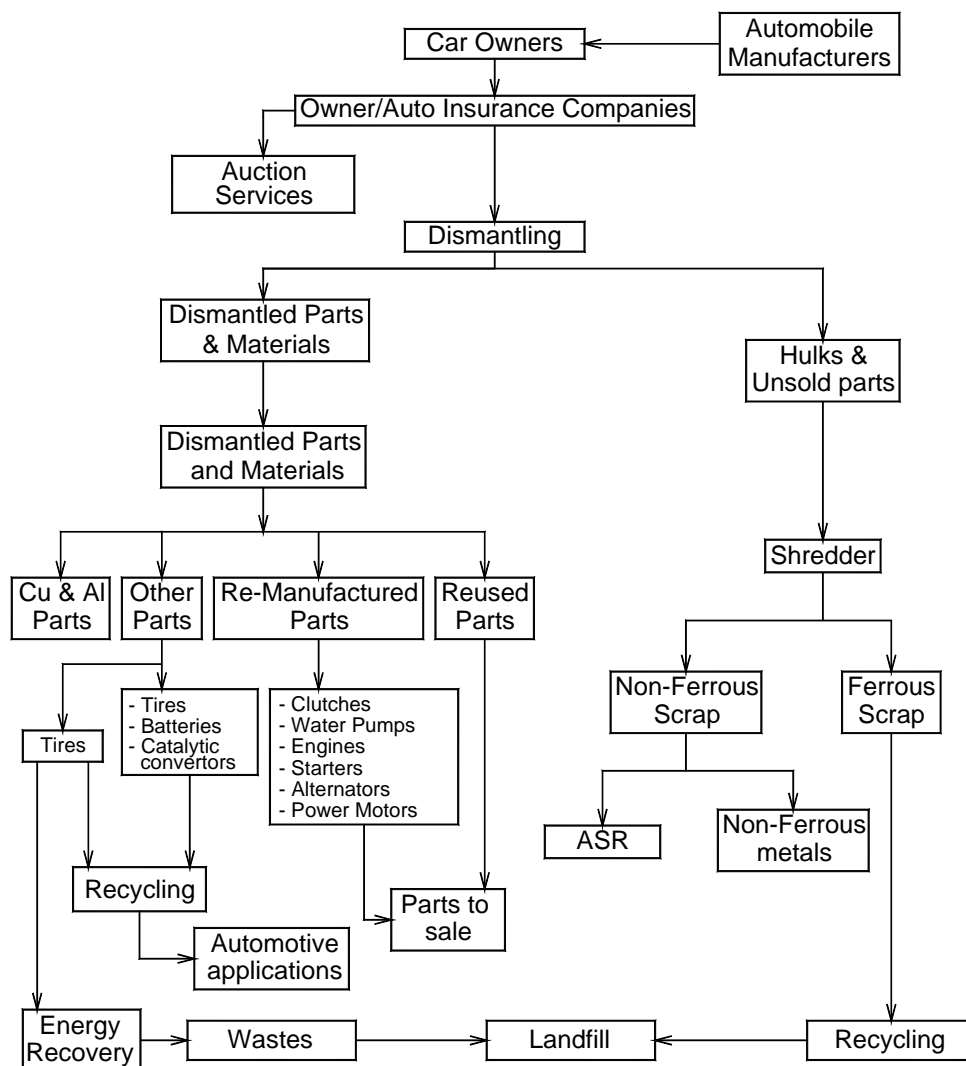 Car Owners
Automobile
Manufacturers
Owner/Auto Insurance Companies
Auction
Services
Dismantling
Dismantled Parts
& Materials
Hulks &
Unsold parts
Dismantled Parts
and Materials
Shredder
Cu & Al
Parts
Other
Parts
Re-Manufactured
Parts
Reused
Parts
Non-Ferrous
Scrap
Ferrous
Scrap
Tires
- Tires
- Batteries
- Catalytic
convertors
- Clutches
- Water Pumps
- Engines
- Starters
- Alternators
- Power Motors
ASR
Non-Ferrous
metals
Recycling
Parts to
sale
Automotive
applications
Energy
Recovery
Wastes
Landfill
Recycling